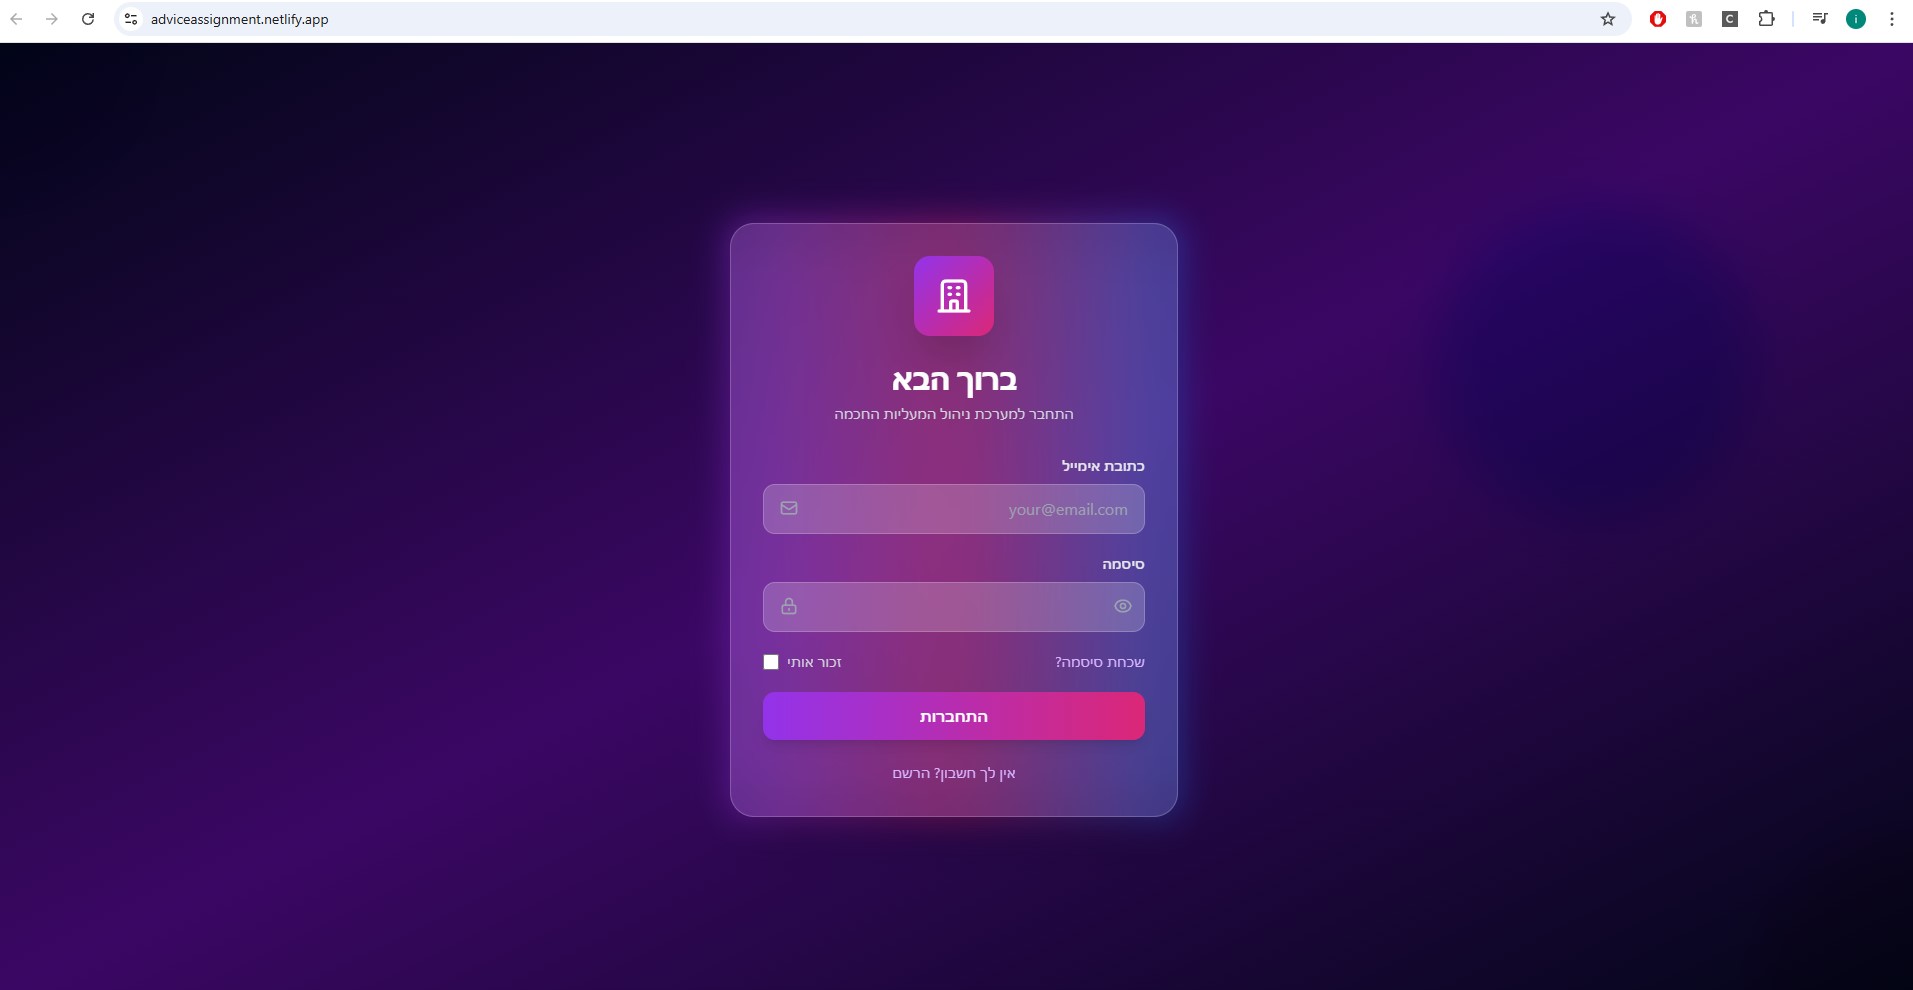 adviceassignment.netlify.app
ברוך הבא
התחבר למערכת ניהול המעליות החכמה
כתובת אימייל
your@email.com
סיסמה
שכחת סיסמה?
זכור אותי
התחברות
אין לך חשבון? הרשם